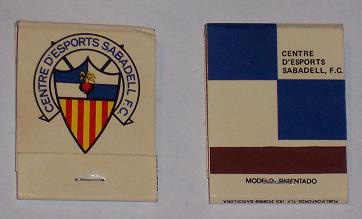 CENTRE D'ESPORTS SABADELL F.C.
CENTRE
D'ESPORTS
SABADELL, F.C.
MODELO PATENTADO